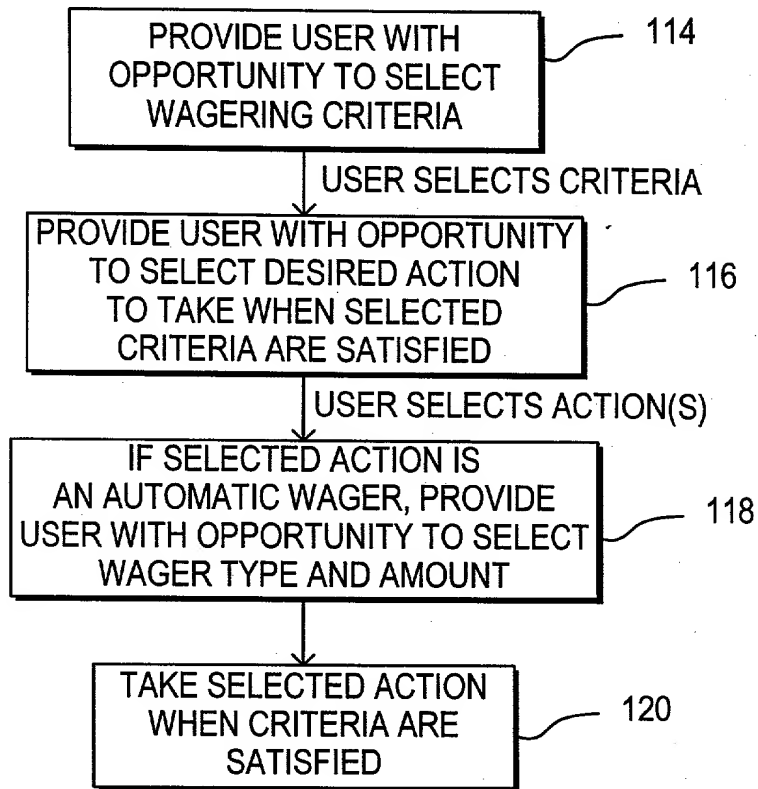 PROVIDE USER WITH
OPPORTUNITY TO SELECT
WAGERING CRITERIA
114
USER SELECTS CRITERIA
PROVIDE USER WITH OPPORTUNITY
TO SELECT DESIRED ACTION
TO TAKE WHEN SELECTED
CRITERIA ARE SATISFIED
116
USER SELECTS ACTION(S)
IF SELECTED ACTION IS
AN AUTOMATIC WAGER, PROVIDE
USER WITH OPPORTUNITY TO SELECT
WAGER TYPE AND AMOUNT
118
TAKE SELECTED ACTION
WHEN CRITERIA ARE
SATISFIED
120